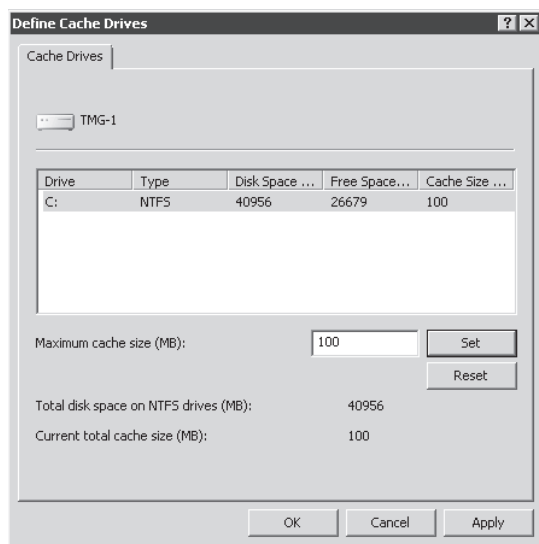 Define Cache Drives
Cache Drives
TMG-1
Drive Type Disk Space ... Free Space... Cache Size ...
C: NTFS 40956 26679 100
Maximum cache size (MB): 100 Set
Reset
Total disk space on NTFS drives (MB): 40956
Current total cache size (MB): 100
OK Cancel Apply